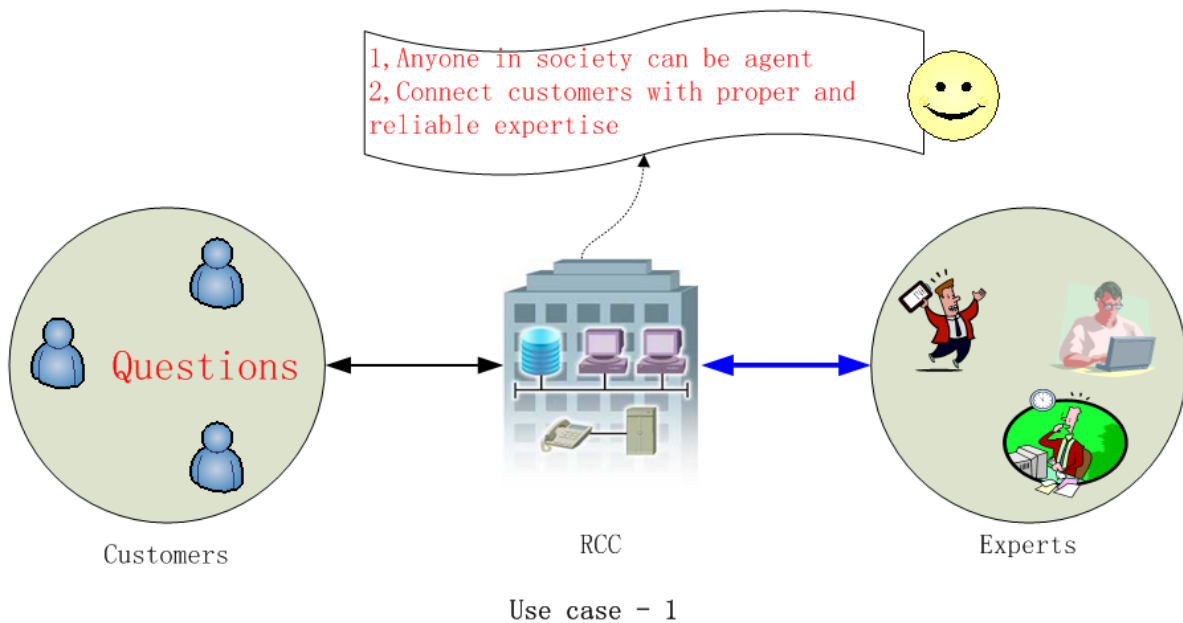 1,Anyone in society can be agent
2,Connect customers with proper and
reliable expertise
Questions
Customers
RCC
Experts
Use case - 1